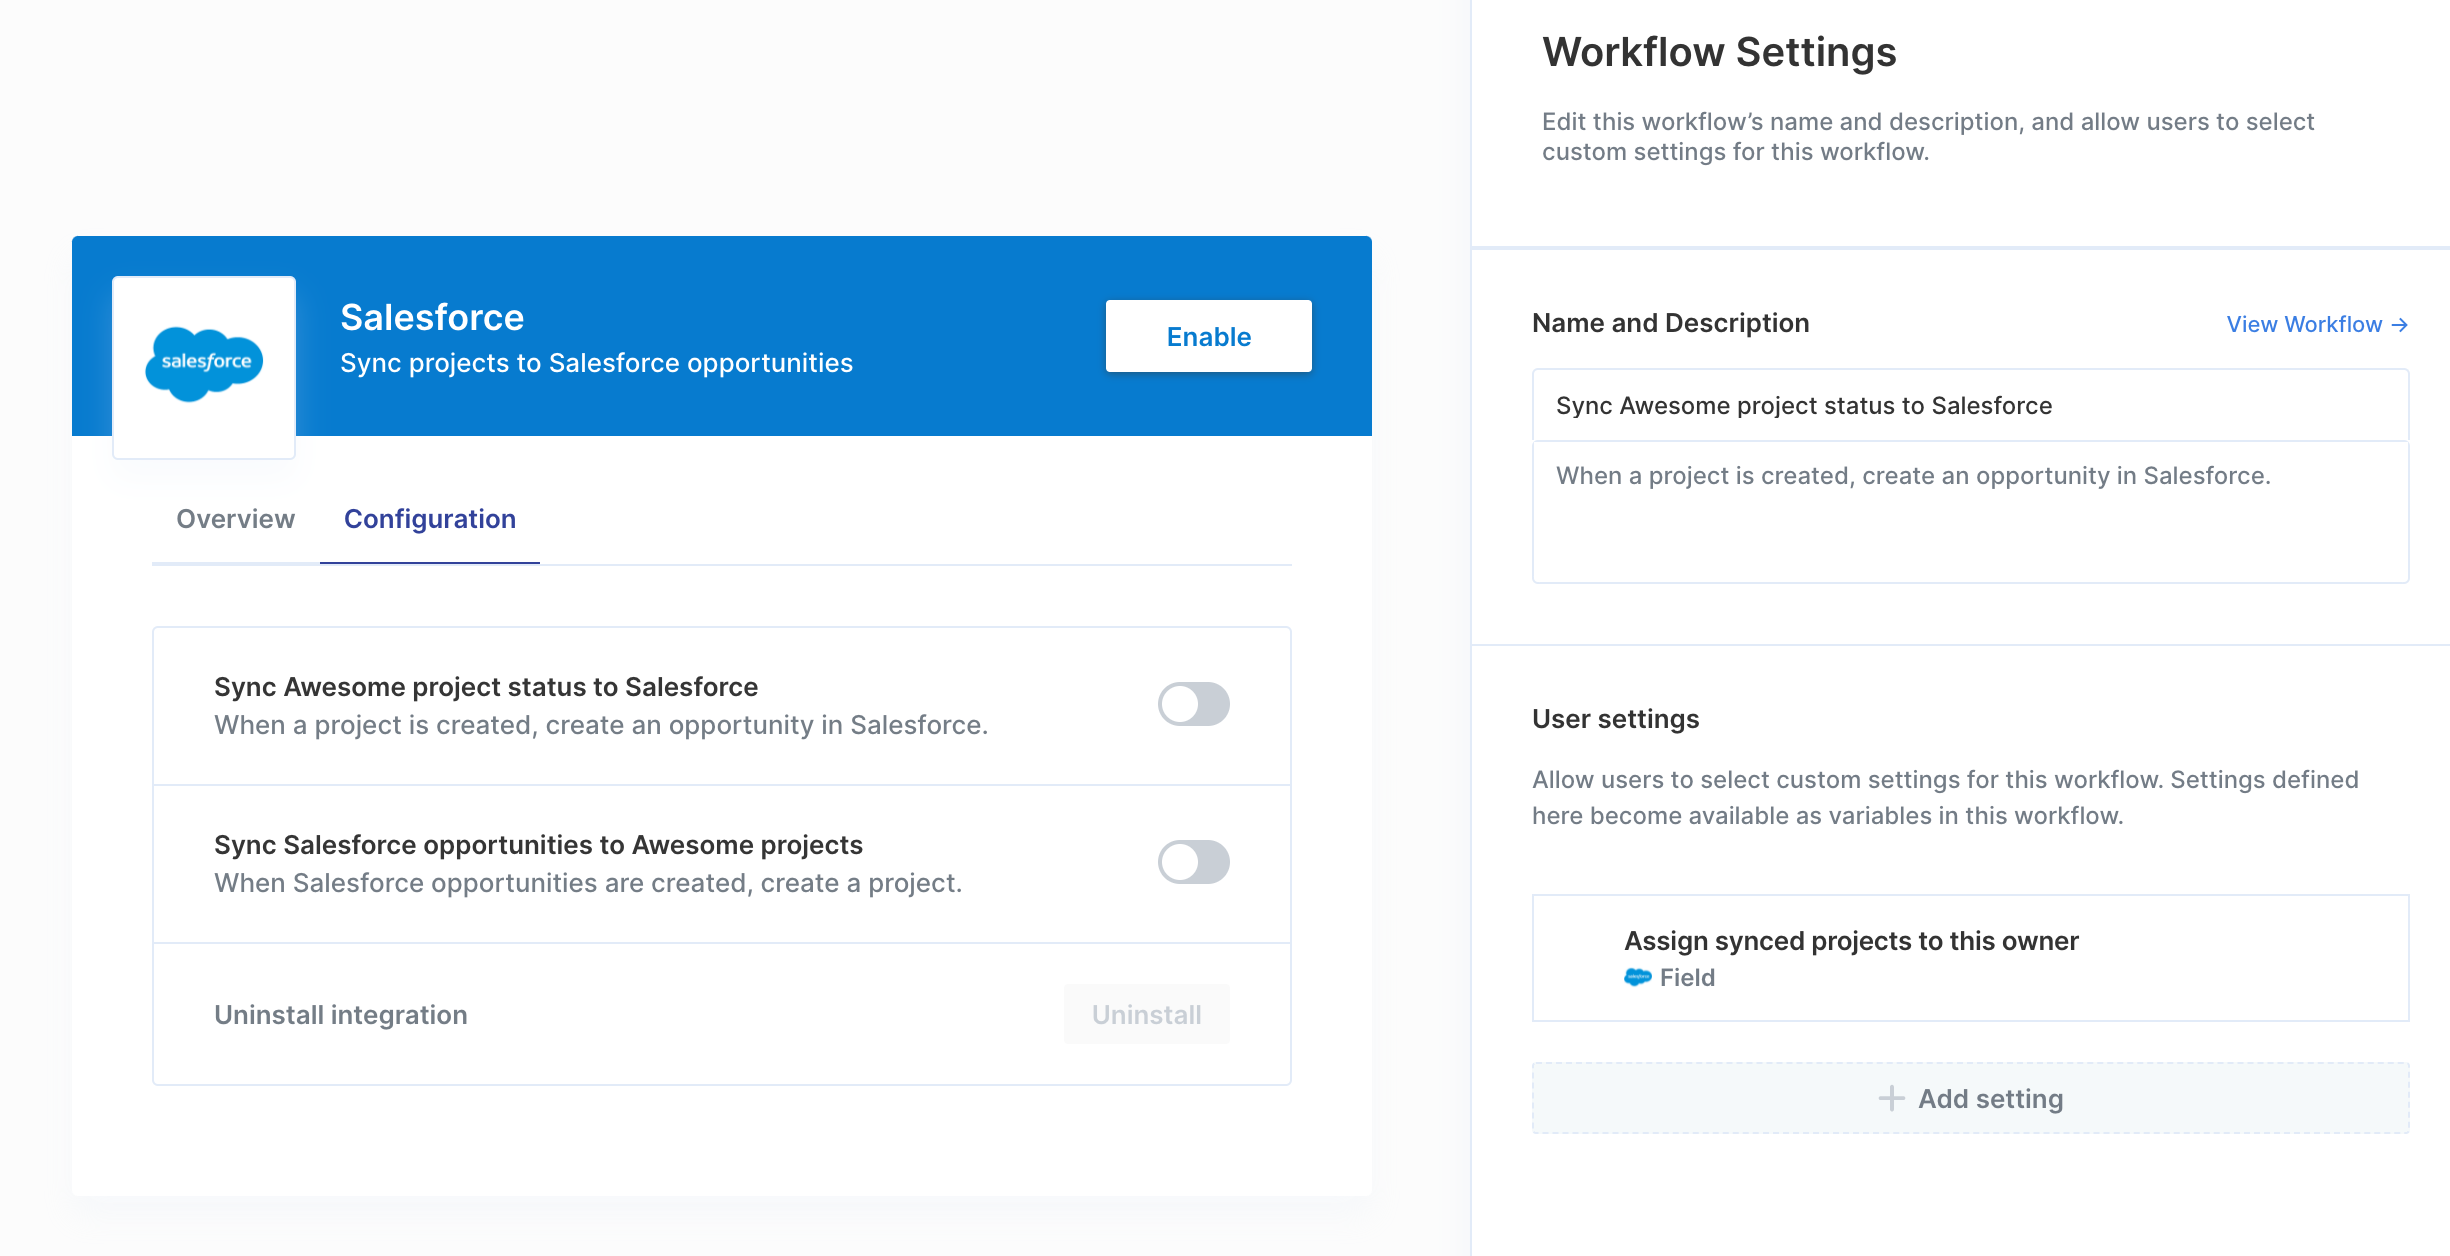 salesforce
Salesforce
Sync projects to Salesforce opportunities
Enable
Overview
Configuration
Sync Awesome project status to Salesforce
When a project is created, create an opportunity in Salesforce.
Sync Salesforce opportunities to Awesome projects
When Salesforce opportunities are created, create a project.
Uninstall integration
Uninstall
Workflow Settings
Edit this workflow’s name and description, and allow users to select
custom settings for this workflow.
Name and Description
View Workflow →
Sync Awesome project status to Salesforce
When a project is created, create an opportunity in Salesforce.
User settings
Allow users to select custom settings for this workflow. Settings defined
here become available as variables in this workflow.
Assign synced projects to this owner
Field
Add setting